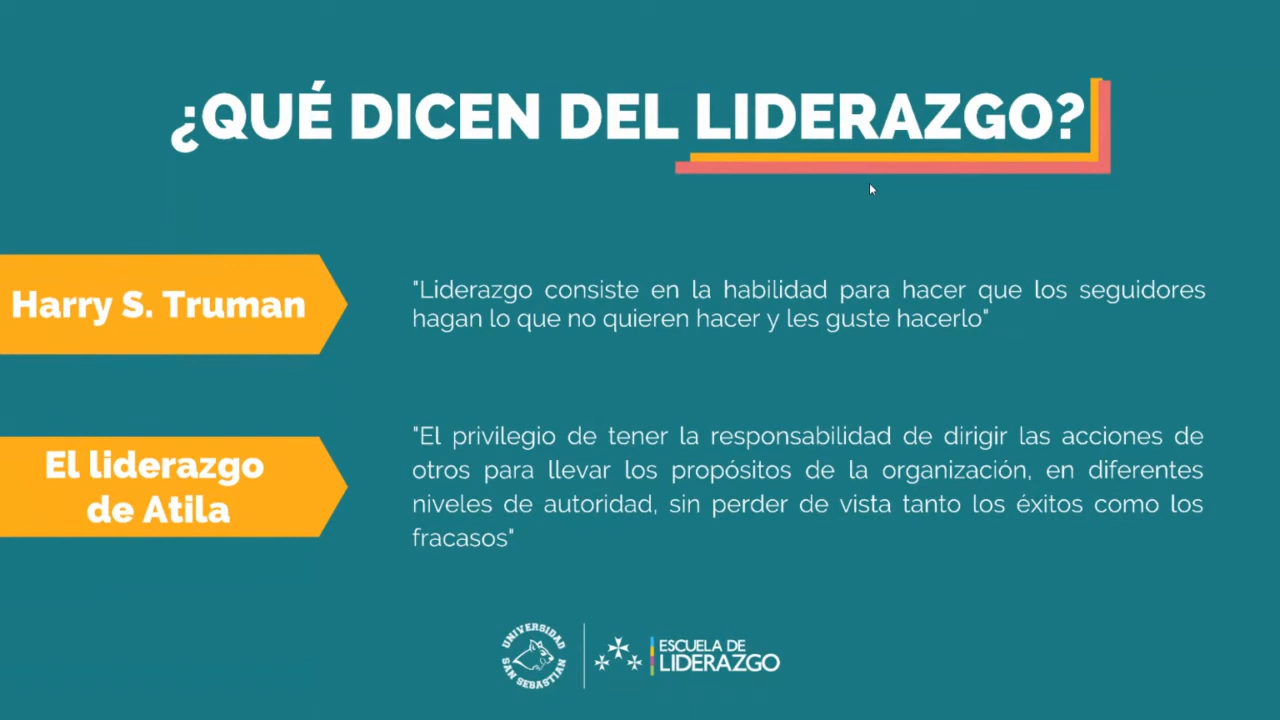 ¿QUÉ DICEN DEL LIDERAZGO?
Harry S. Truman
"Liderazgo consiste en la habilidad para hacer que los seguidores
hagan lo que no quieren hacer y les guste hacerlo"
El liderazgo
de Atila
"El privilegio de tener la responsabilidad de dirigir las acciones de
otros para llevar los propósitos de la organización, en diferentes
niveles de autoridad, sin perder de vista tanto los éxitos como los
fracasos"
UNIVERSIDAD
SAN SEBASTIAN
ESCUELA DE
LIDERAZGO